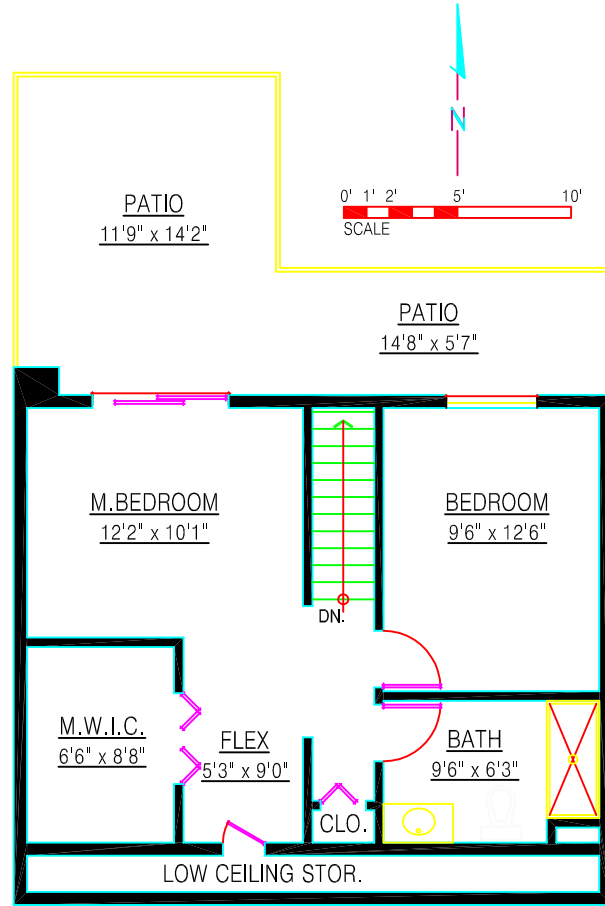 N
0' 1' 2' 5' 10'
SCALE
PATIO
11'9" x 14'2"
PATIO
14'8" x 5'7"
M.BEDROOM
12'2" x 10'1"
BEDROOM
9'6" x 12'6"
DN.
M.W.I.C.
6'6" x 8'8"
FLEX
5'3" x 9'0"
BATH
9'6" x 6'3"
CLO.
LOW CEILING STOR.